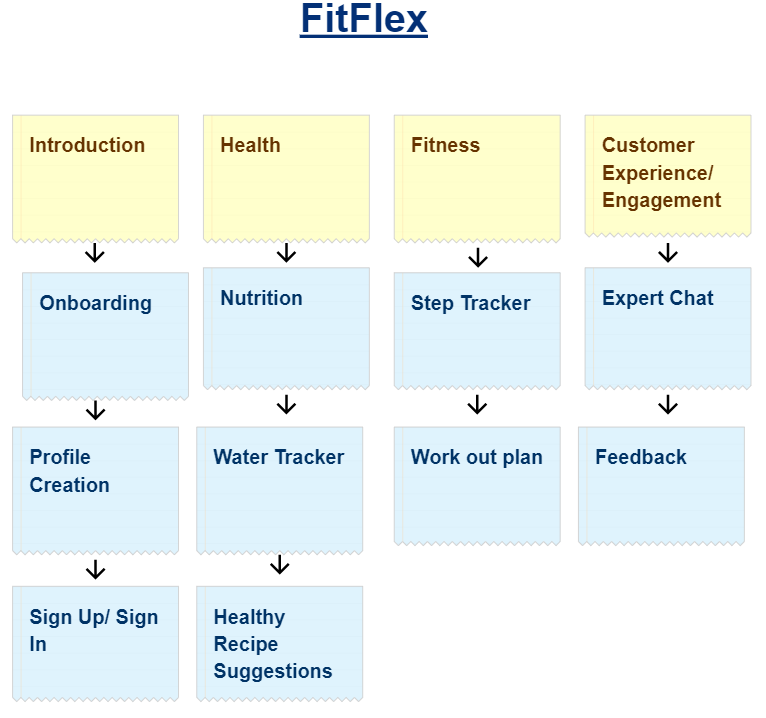 FitFlex
Introduction
Health
Fitness
Customer
Experience/
Engagement
Onboarding
Nutrition
Step Tracker
Expert Chat
Profile
Creation
Water Tracker
Work out plan
Feedback
Sign Up/ Sign
In
Healthy
Recipe
Suggestions